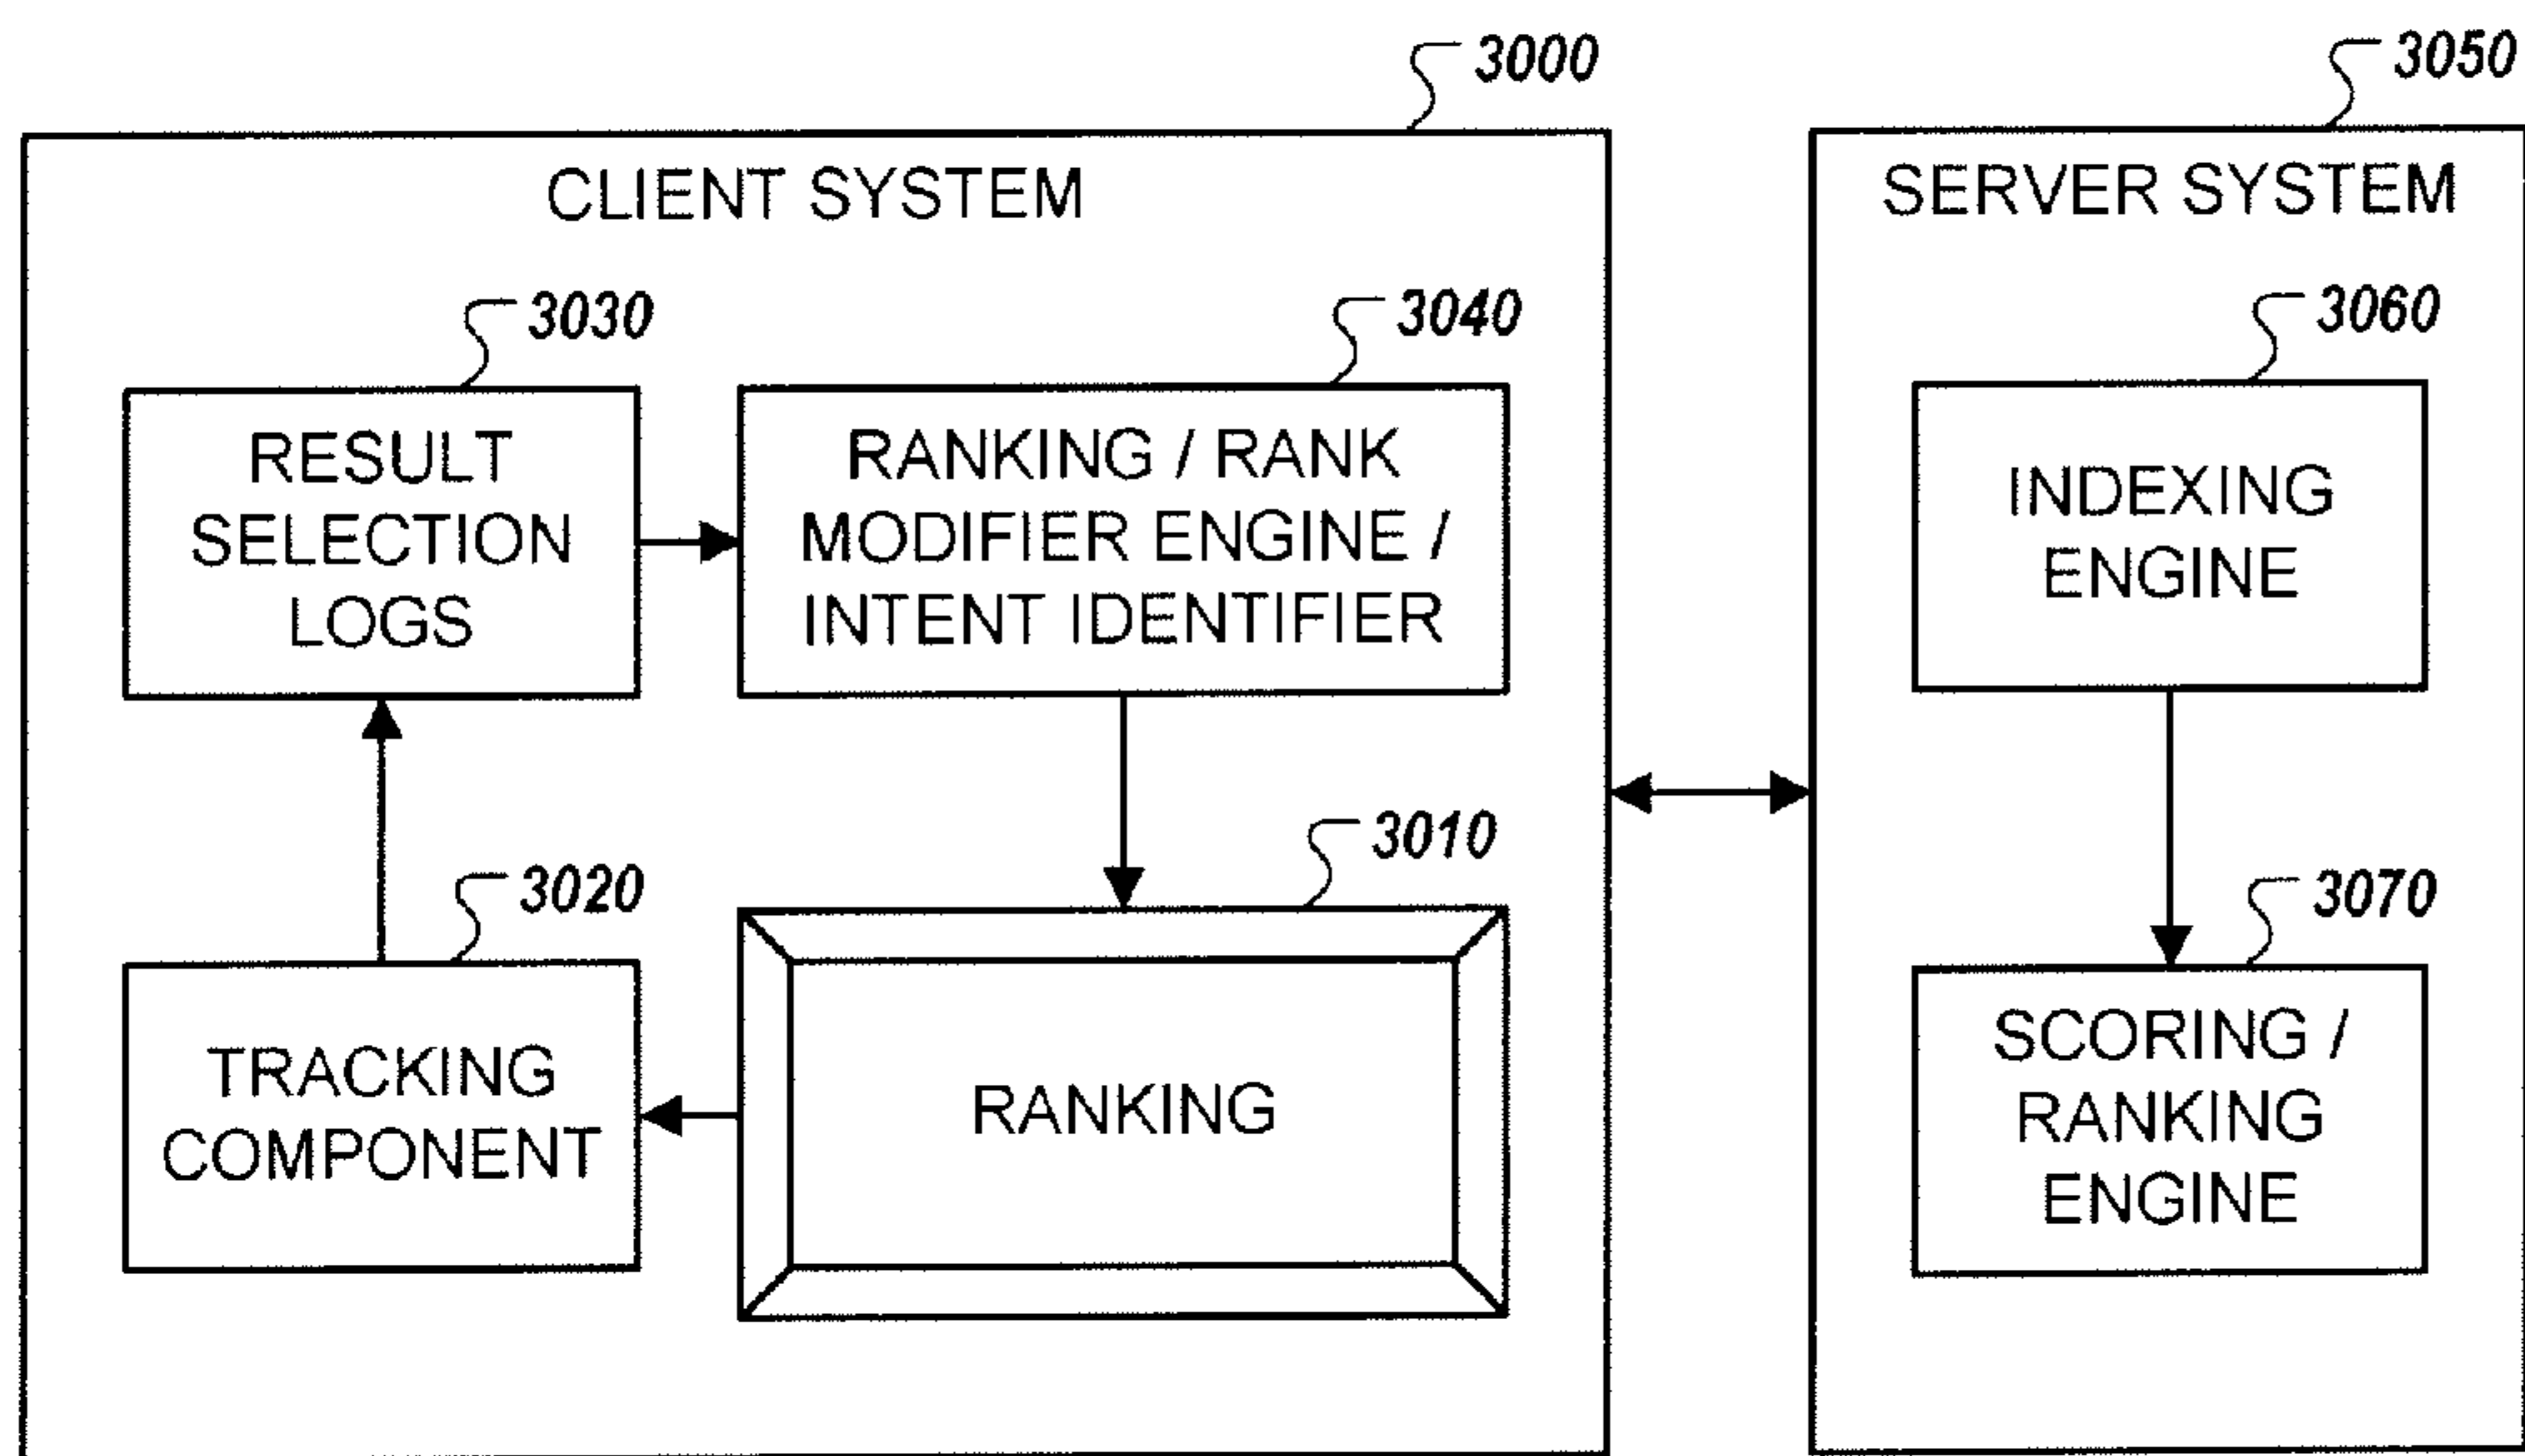 3000
3050
CLIENT SYSTEM
SERVER SYSTEM
3030
3040
3060
RESULT
SELECTION
LOGS
RANKING / RANK
MODIFIER ENGINE /
INTENT IDENTIFIER
INDEXING
ENGINE
3020
3010
3070
TRACKING
COMPONENT
RANKING
SCORING /
RANKING
ENGINE